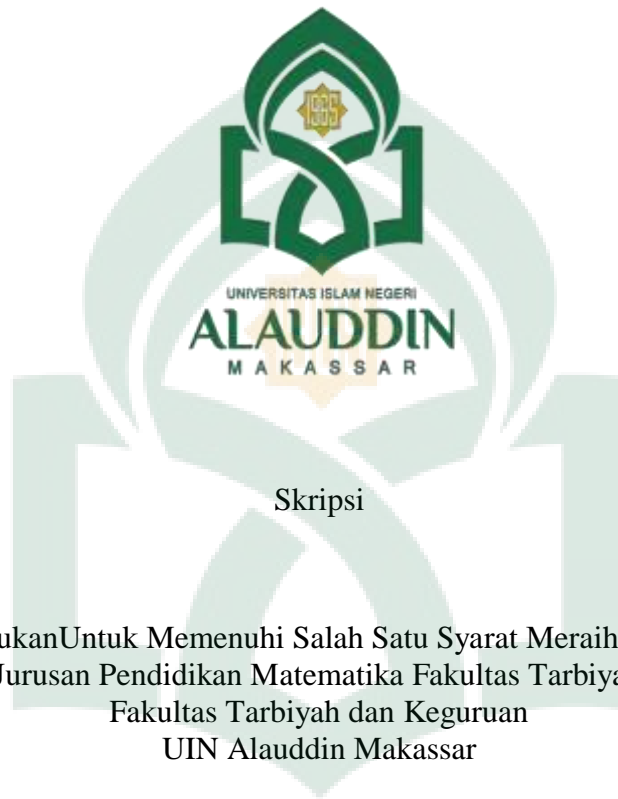 1965
UNIVERSITAS ISLAM NEGERI
ALAUDDIN
MAKASSAR
Skripsi
ukanUntuk Memenuhi Salah Satu Syarat Meraih
Jurusan Pendidikan Matematika Fakultas Tarbiya
Fakultas Tarbiyah dan Keguruan
UIN Alauddin Makassar